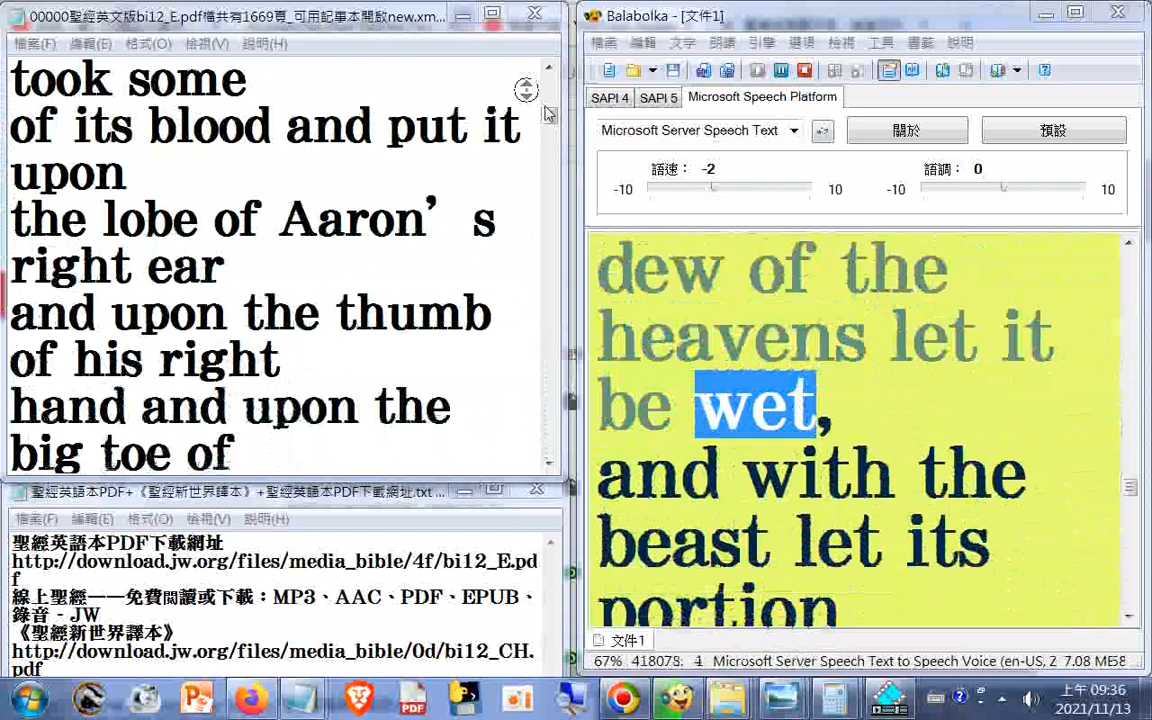 00000聖經英文版bi12_E.pdf檔共有1669頁_可用記事本開啟new.xm...
檔案(F) 編輯(E) 格式(O) 檢視(V) 說明(H)
took some
of its blood and put it
upon
the lobe of Aaron’s
right ear
and upon the thumb
of his right
hand and upon the
big toe of
聖經英語本PDF+《聖經新世界譯本》+聖經英語本PDF下載網址.txt ...
檔案(F) 編輯(E) 格式(O) 檢視(V) 說明(H)
聖經英語本PDF下載網址
http://download.jw.org/files/media_bible/4f/bi12_E.pd
f
線上聖經——免費閱讀或下載：MP3、AAC、PDF、EPUB、
錄音 - JW
《聖經新世界譯本》
http://download.jw.org/files/media_bible/0d/bi12_CH.
pdf
Balabolka - [文件1]
檔案 編輯 文字 朗讀 引擎 選項 檢視 工具 書籤 說明
SAPI 4 SAPI 5 Microsoft Speech Platform
Microsoft Server Speech Text 關於 預設
語速： -2 語調： 0
-10 10 -10 10
dew of the
heavens let it
be wet,
and with the
beast let its
portion
文件1
67% 418078: 4 Microsoft Server Speech Text to Speech Voice (en-US, Z 7.08 ME58
上午 09:36
2021/11/13